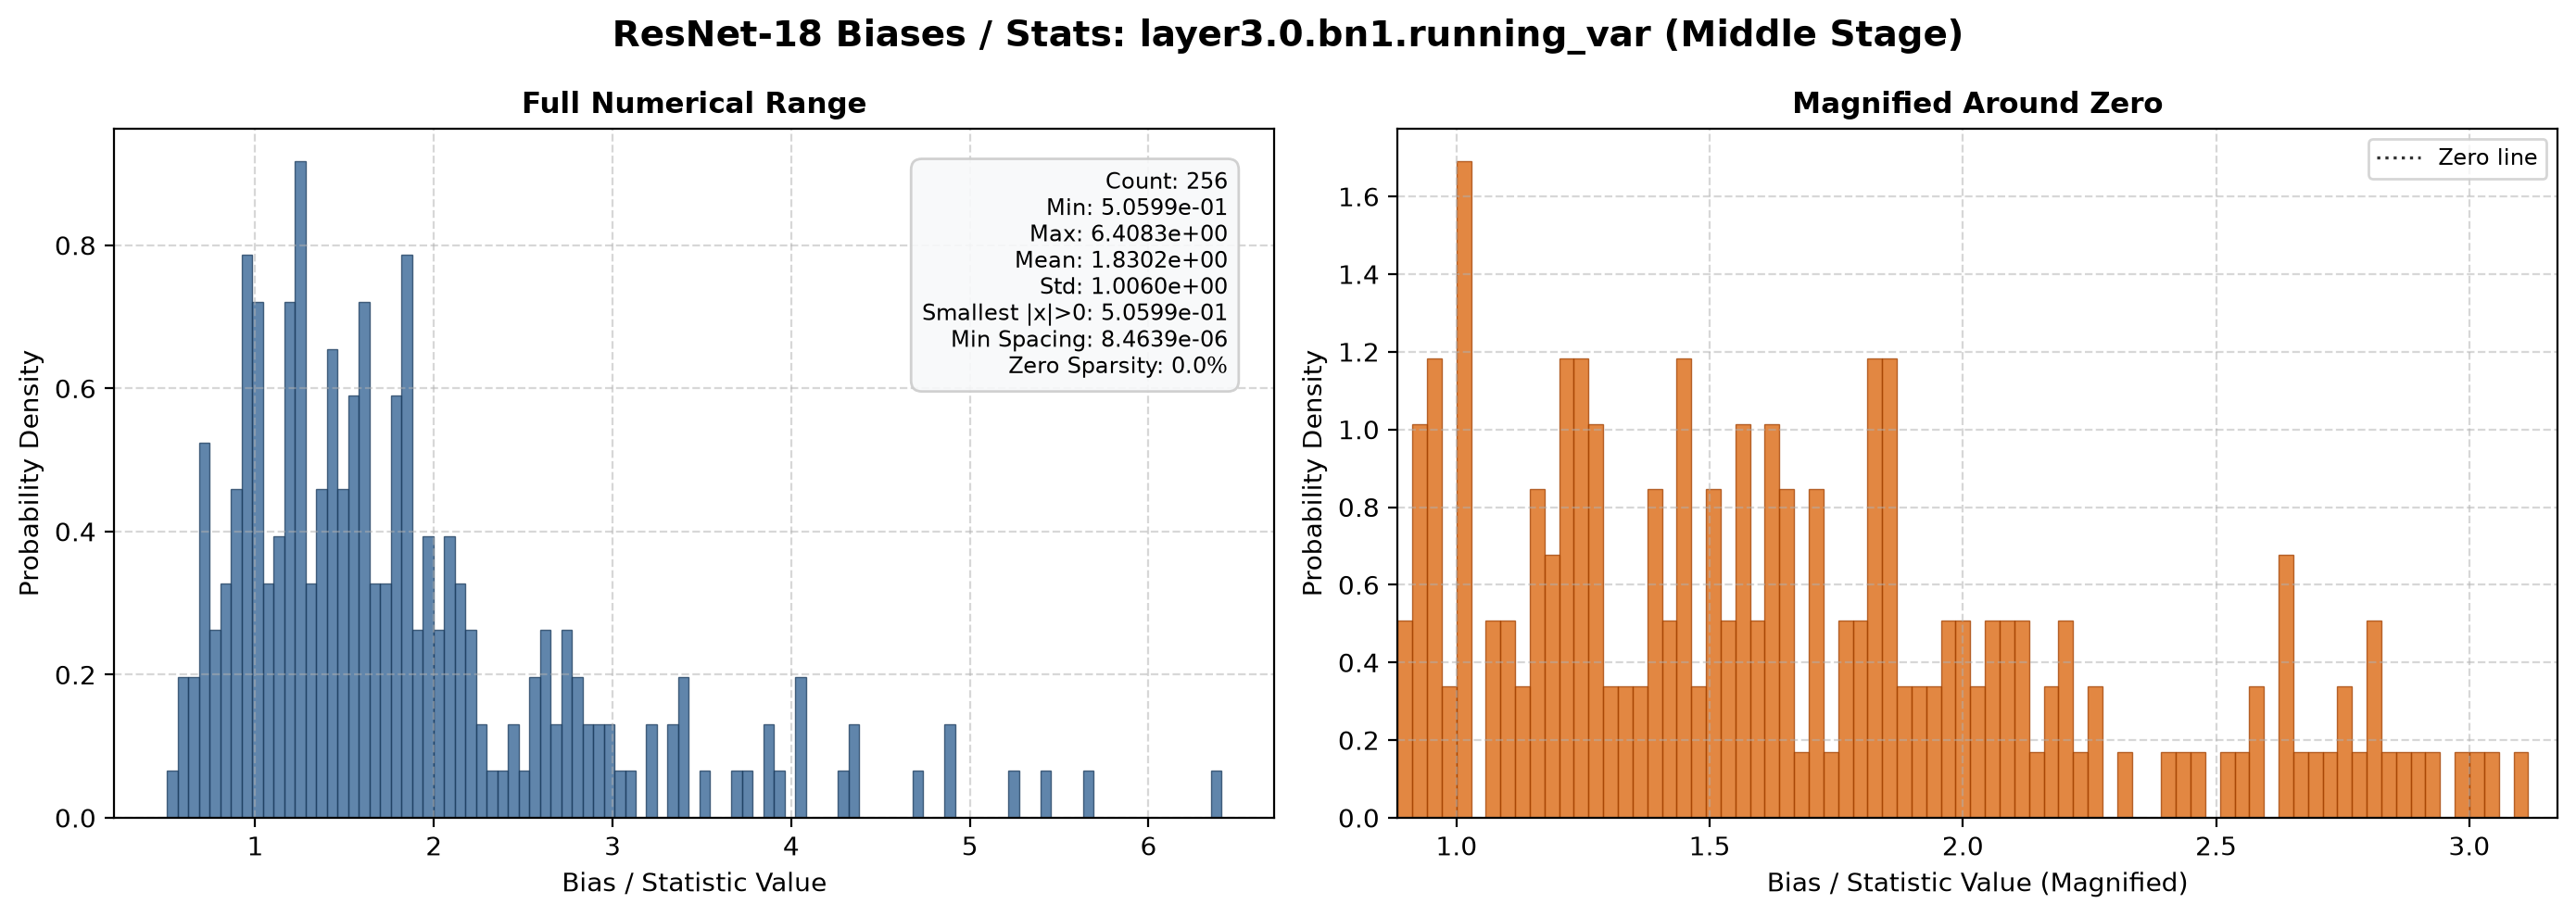 ResNet-18 Biases / Stats: layer3.0.bn1.running_var (Middle Stage)
Full Numerical Range
Probability Density
0.8
0.6
0.4
0.2
0.0
Count: 256
Min: 5.0599e-01
Max: 6.4083e+00
Mean: 1.8302e+00
Std: 1.0060e+00
Smallest |x|>0: 5.0599e-01
Min Spacing: 8.4639e-06
Zero Sparsity: 0.0%
1 2 3 4 5 6
Bias / Statistic Value
Magnified Around Zero
Probability Density
1.6
1.4
1.2
1.0
0.8
0.6
0.4
0.2
0.0
Zero line
1.0 1.5 2.0 2.5 3.0
Bias / Statistic Value (Magnified)